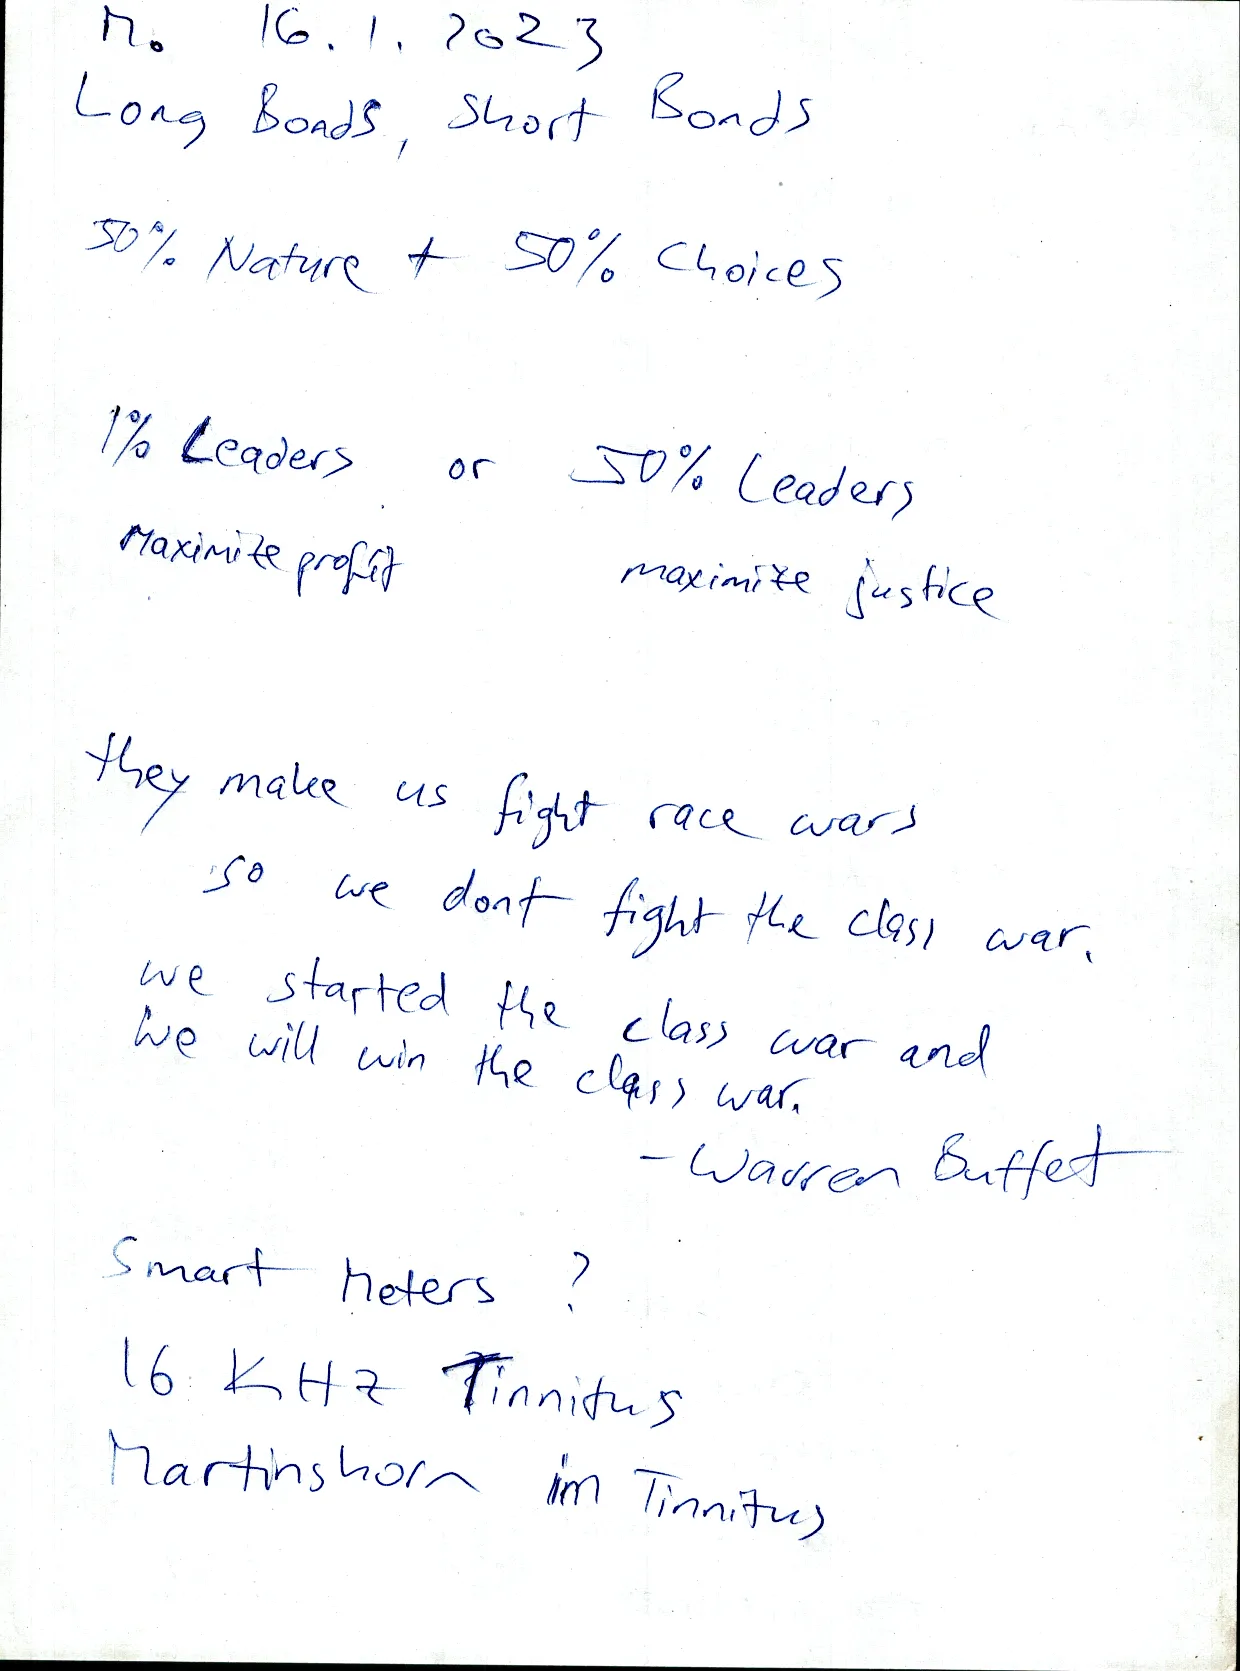 M. 16.1.2023
Long Bonds, Short Bonds
50% Nature + 50% Choices
1% Leaders or 50% Leaders
Maximize profit maximize justice
they make us fight race wars
so we dont fight the class war.
we started the class war and
we will win the class war.
- Warren Buffet
Smart Meters ?
16 KHz Tinnitus
Martinshorn im Tinnitus